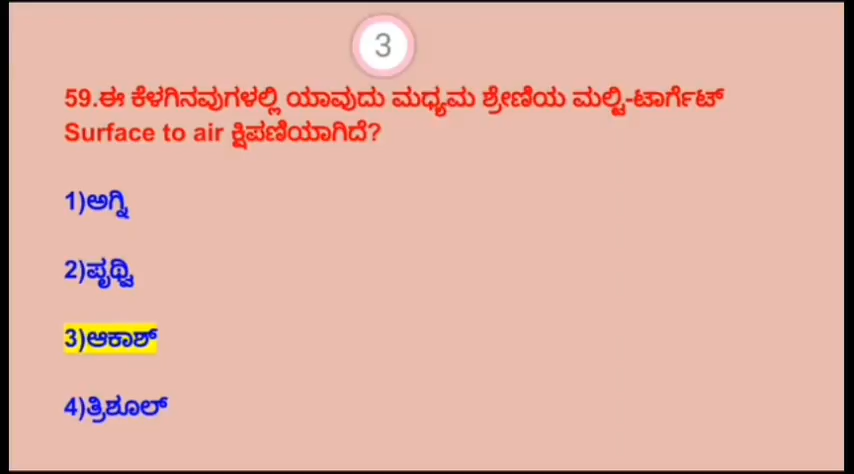 3
59.ಈ ಕೆಳಗಿನವುಗಳಲ್ಲಿ ಯಾವುದು ಮಧ್ಯಮ ಶ್ರೇಣಿಯ ಮಲ್ಟಿ-ಟಾರ್ಗೆಟ್
Surface to air ಕ್ಷಿಪಣಿಯಾಗಿದೆ?
1)ಅಗ್ನಿ
2)ಪೃಥ್ವಿ
3)ಆಕಾಶ್
4)ತ್ರಿಶೂಲ್